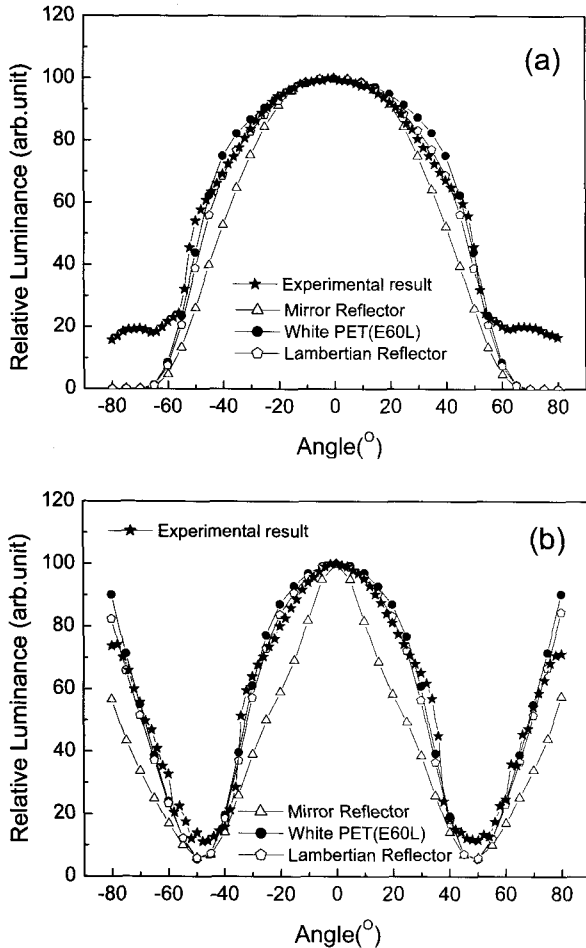 (a)
120
100
80
60
40
20
0
Relative Luminance (arb.unit)
Experimental result
Mirror Reflector
White PET(E60L)
Lambertian Reflector
-80 -60 -40 -20 0 20 40 60 80
Angle(O)
(b)
120
100
80
60
40
20
0
Relative Luminance (arb.unit)
Experimental result
Mirror Reflector
White PET(E60L)
Lambertian Reflector
-80 -60 -40 -20 0 20 40 60 80
Angle(O)